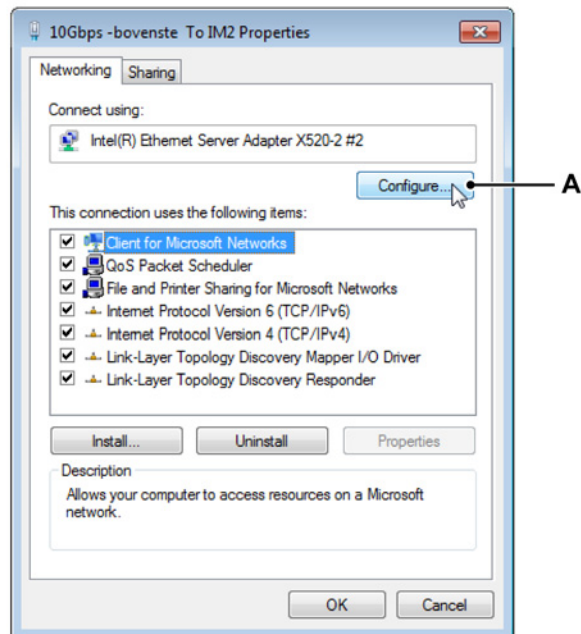 10Gbps -bovenste To IM2 Properties
Networking Sharing
Connect using:
Intel(R) Ethernet Server Adapter X520-2 #2
Configure... A
This connection uses the following items:
Client for Microsoft Networks
QoS Packet Scheduler
File and Printer Sharing for Microsoft Networks
Internet Protocol Version 6 (TCP/IPv6)
Internet Protocol Version 4 (TCP/IPv4)
Link-Layer Topology Discovery Mapper I/O Driver
Link-Layer Topology Discovery Responder
Install... Uninstall Properties
Description
Allows your computer to access resources on a Microsoft
network.
OK Cancel